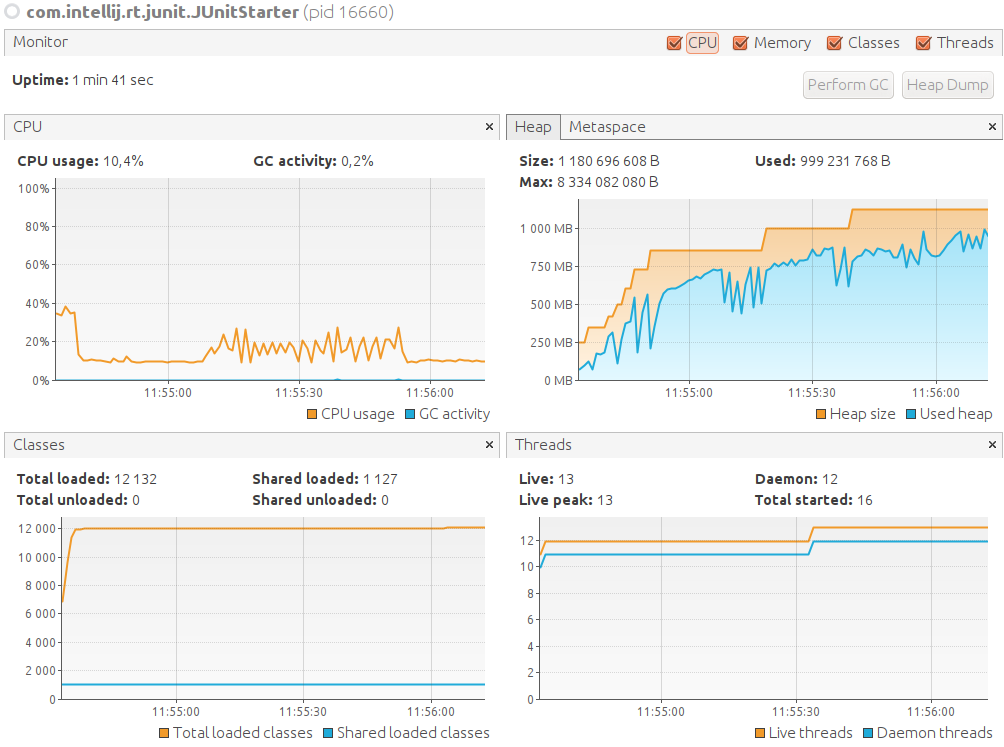 com.intellij.rt.junit.JUnitStarter (pid 16660)
Monitor
CPU Memory Classes Threads
Uptime: 1 min 41 sec
Perform GC Heap Dump
CPU ×
CPU usage: 10,4% GC activity: 0,2%
100%
80%
60%
40%
20%
0%
11:55:00 11:55:30 11:56:00
CPU usage GC activity
Heap Metaspace ×
Size: 1 180 696 608 B Used: 999 231 768 B
Max: 8 334 082 080 B
1 000 MB
750 MB
500 MB
250 MB
0 MB
11:55:00 11:55:30 11:56:00
Heap size Used heap
Classes ×
Total loaded: 12 132 Shared loaded: 1 127
Total unloaded: 0 Shared unloaded: 0
12 000
10 000
8 000
6 000
4 000
2 000
0
11:55:00 11:55:30 11:56:00
Total loaded classes Shared loaded classes
Threads ×
Live: 13 Daemon: 12
Live peak: 13 Total started: 16
12
10
8
6
4
2
0
11:55:00 11:55:30 11:56:00
Live threads Daemon threads